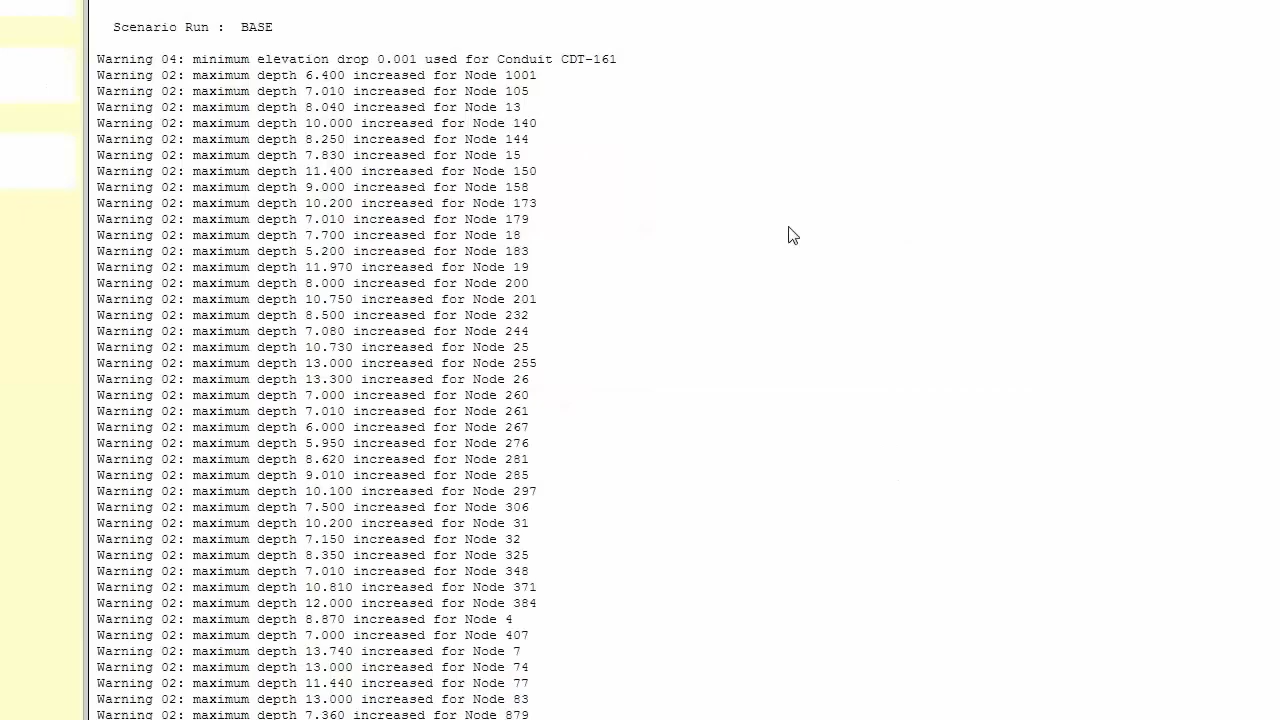 Scenario Run :  BASE
Warning 04: minimum elevation drop 0.001 used for Conduit CDT-161
Warning 02: maximum depth 6.400 increased for Node 1001
Warning 02: maximum depth 7.010 increased for Node 105
Warning 02: maximum depth 8.040 increased for Node 13
Warning 02: maximum depth 10.000 increased for Node 140
Warning 02: maximum depth 8.250 increased for Node 144
Warning 02: maximum depth 7.830 increased for Node 15
Warning 02: maximum depth 11.400 increased for Node 150
Warning 02: maximum depth 9.000 increased for Node 158
Warning 02: maximum depth 10.200 increased for Node 173
Warning 02: maximum depth 7.010 increased for Node 179
Warning 02: maximum depth 7.700 increased for Node 18
Warning 02: maximum depth 5.200 increased for Node 183
Warning 02: maximum depth 11.970 increased for Node 19
Warning 02: maximum depth 8.000 increased for Node 200
Warning 02: maximum depth 10.750 increased for Node 201
Warning 02: maximum depth 8.500 increased for Node 232
Warning 02: maximum depth 7.080 increased for Node 244
Warning 02: maximum depth 10.730 increased for Node 25
Warning 02: maximum depth 13.000 increased for Node 255
Warning 02: maximum depth 13.300 increased for Node 26
Warning 02: maximum depth 7.000 increased for Node 260
Warning 02: maximum depth 7.010 increased for Node 261
Warning 02: maximum depth 6.000 increased for Node 267
Warning 02: maximum depth 5.950 increased for Node 276
Warning 02: maximum depth 8.620 increased for Node 281
Warning 02: maximum depth 9.010 increased for Node 285
Warning 02: maximum depth 10.100 increased for Node 297
Warning 02: maximum depth 7.500 increased for Node 306
Warning 02: maximum depth 10.200 increased for Node 31
Warning 02: maximum depth 7.150 increased for Node 32
Warning 02: maximum depth 8.350 increased for Node 325
Warning 02: maximum depth 7.010 increased for Node 348
Warning 02: maximum depth 10.810 increased for Node 371
Warning 02: maximum depth 12.000 increased for Node 384
Warning 02: maximum depth 8.870 increased for Node 4
Warning 02: maximum depth 7.000 increased for Node 407
Warning 02: maximum depth 13.740 increased for Node 7
Warning 02: maximum depth 13.000 increased for Node 74
Warning 02: maximum depth 11.440 increased for Node 77
Warning 02: maximum depth 13.000 increased for Node 83
Warning 02: maximum depth 7.360 increased for Node 879